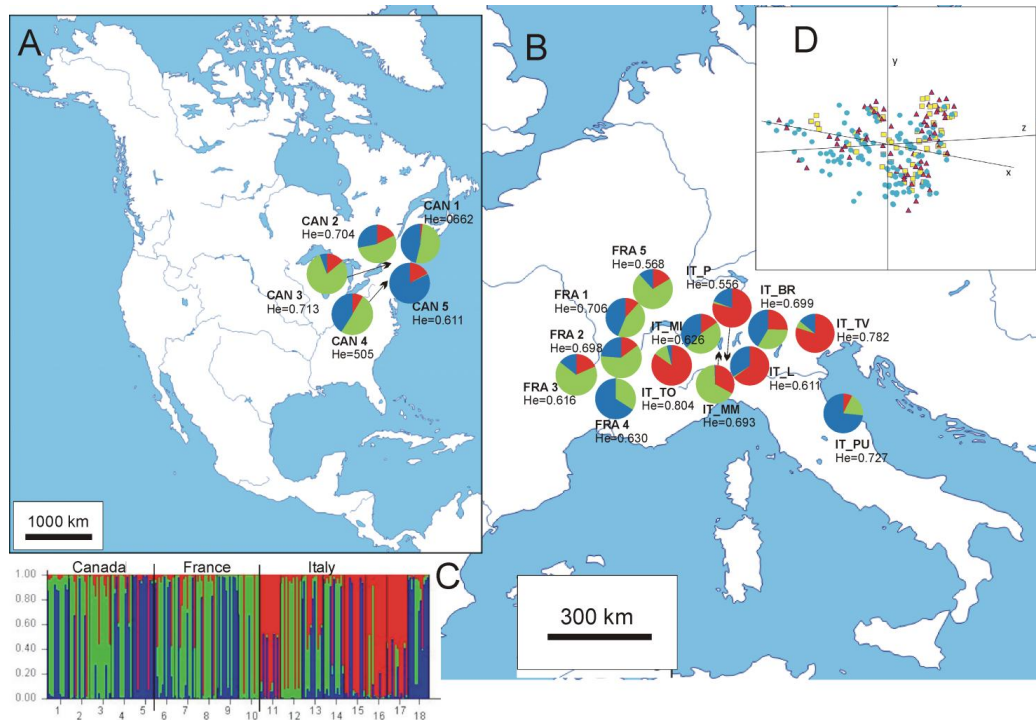 A
CAN 1
He=0662
CAN 2
He=0.704
CAN 3
He=0.713
CAN 4
He=505
CAN 5
He=0.611
1000 km
B
FRA 5
0.568
FRA 1
0.706
FRA 2
0.698
FRA 3
He=0.616
FRA 4
He=0.630
IT_P
0.556
IT_MI
0.626
IT_BR
He=0.699
IT_TV
He=0.782
IT_TO
He=0.804
IT_MM
He=0.693
IT_L
He=0.611
IT_PU
He=0.727
300 km
C
Canada France Italy
1.00
0.80
0.60
0.40
0.20
0.00
1 2 3 4 5 6 7 8 9 10 11 12 13 14 15 16 17 18
D
y
z
x